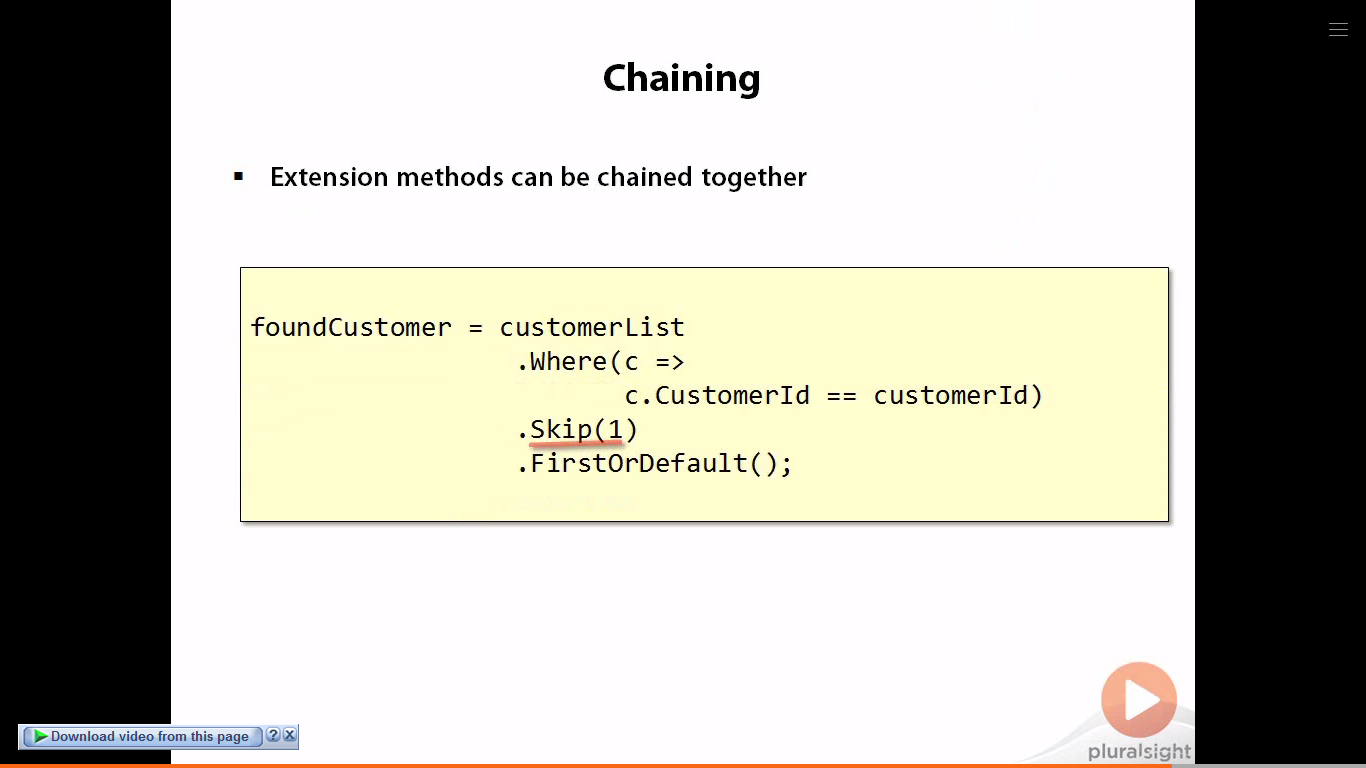 Chaining
▪ Extension methods can be chained together
foundCustomer = customerList
.Where(c =>
c.CustomerId == customerId)
.Skip(1)
.FirstOrDefault();
pluralsight
Download video from this page ? X